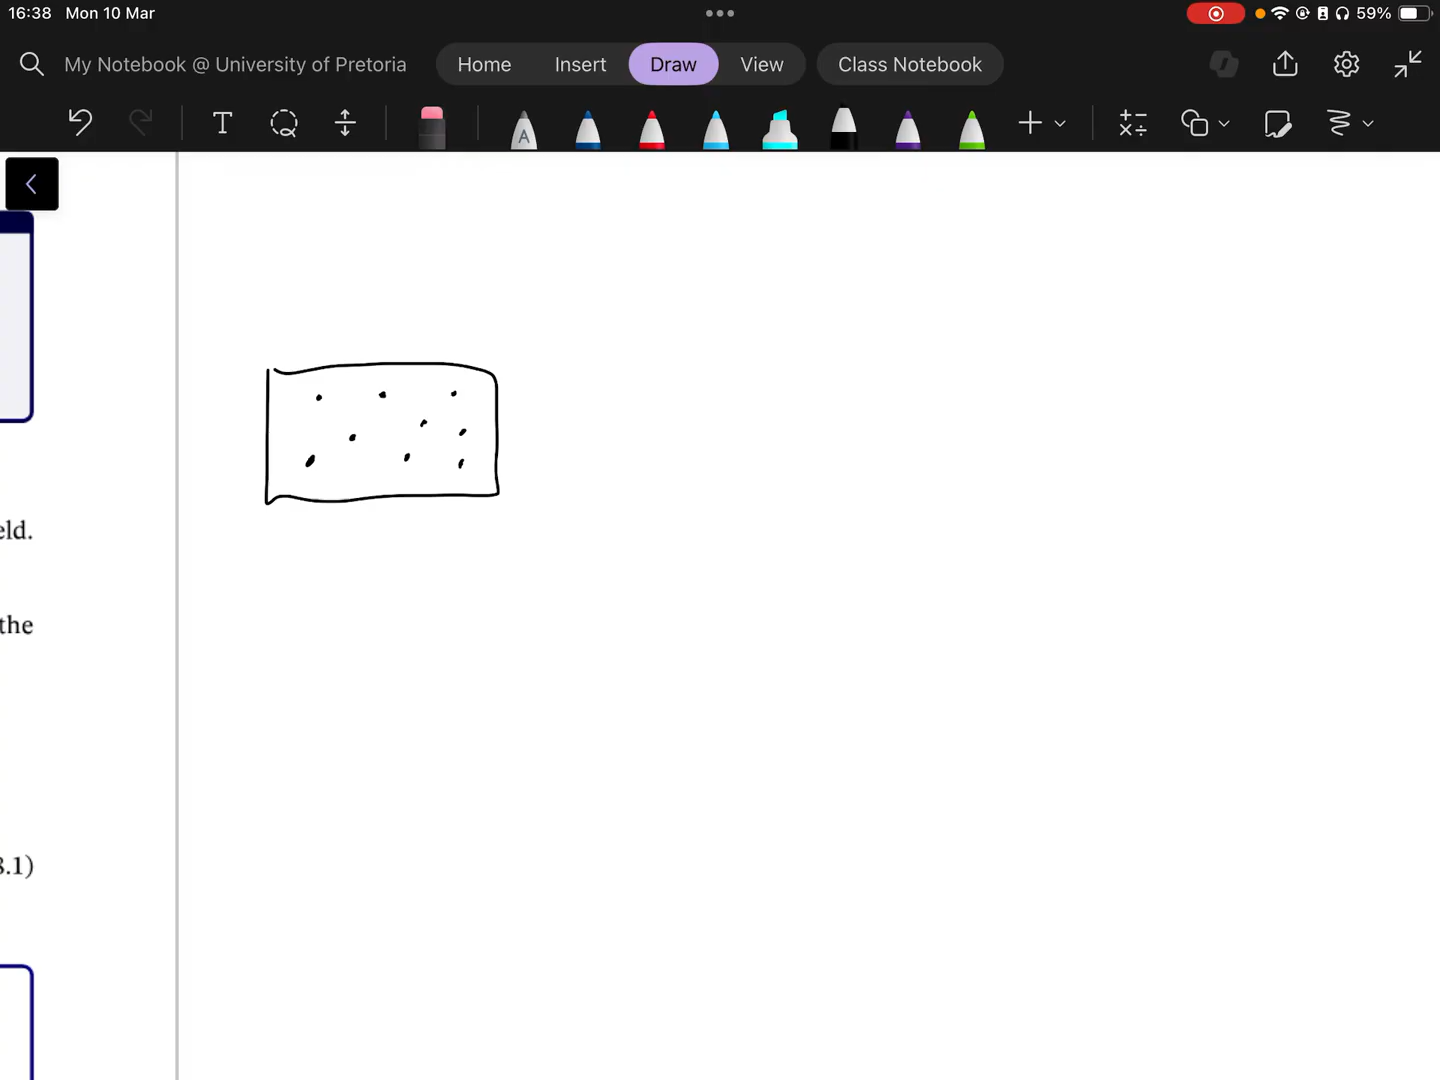 16:38 Mon 10 Mar 59%
My Notebook @ University of Pretoria Home Insert Draw View Class Notebook
T A
eld.
the
8.1)